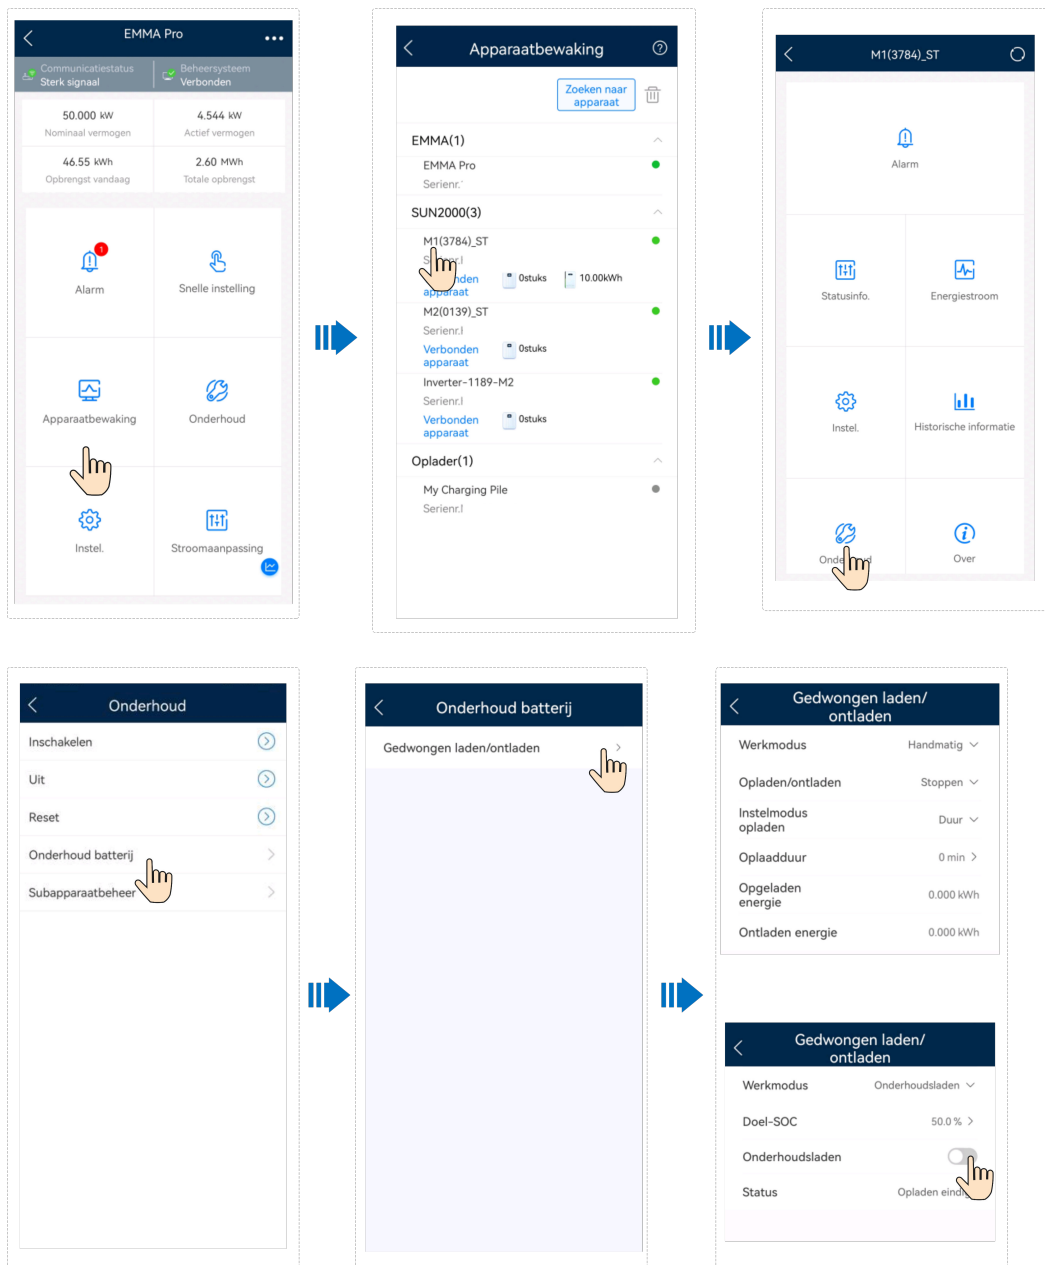 EMMA Pro
Communicatiestatus
Sterk signaal
Beheersysteem
Verbonden
50.000 kW
Nominaal vermogen
4.544 kW
Actief vermogen
46.55 kWh
Opbrengst vandaag
2.60 MWh
Totale opbrengst
1
Alarm
Snelle instelling
Apparaatbewaking
Onderhoud
Instel.
Stroomaanpassing
Apparaatbewaking
Zoeken naar
apparaat
EMMA(1)
EMMA Pro
Serienr.
SUN2000(3)
M1(3784)_ST
apparaat
0stuks
10.00kWh
M2(0139)_ST
Serienr.
Verbonden
apparaat
0stuks
Inverter-1189-M2
Serienr.
Verbonden
apparaat
0stuks
Oplader(1)
My Charging Pile
Serienr.
M1(3784)_ST
Alarm
Statusinfo.
Energiestroom
Instel.
Historische informatie
Over
Onderhoud
Inschakelen
Uit
Reset
Onderhoud batterij
Subapparaatbeheer
Onderhoud batterij
Gedwongen laden/ontladen
Gedwongen laden/
ontladen
Werkmodus Handmatig
Opladen/ontladen Stoppen
Instelmodus
opladen
Duur
Oplaadduur 0 min
Opgeladen
energie
0.000 kWh
Ontladen energie 0.000 kWh
Gedwongen laden/
ontladen
Werkmodus Onderhoudsladen
Doel-SOC 50.0 %
Onderhoudsladen
Status Opladen